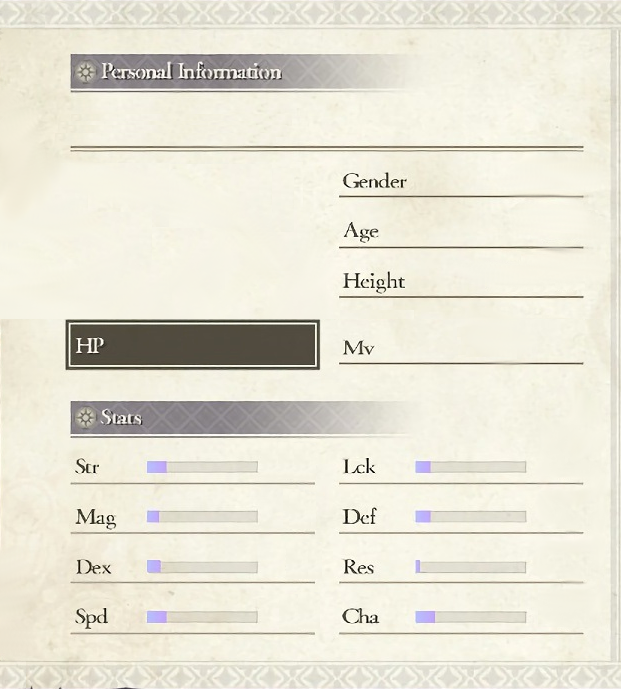 Personal Information
Gender
Age
Height
HP
Mv
Stats
Str
Lck
Mag
Def
Dex
Res
Spd
Cha